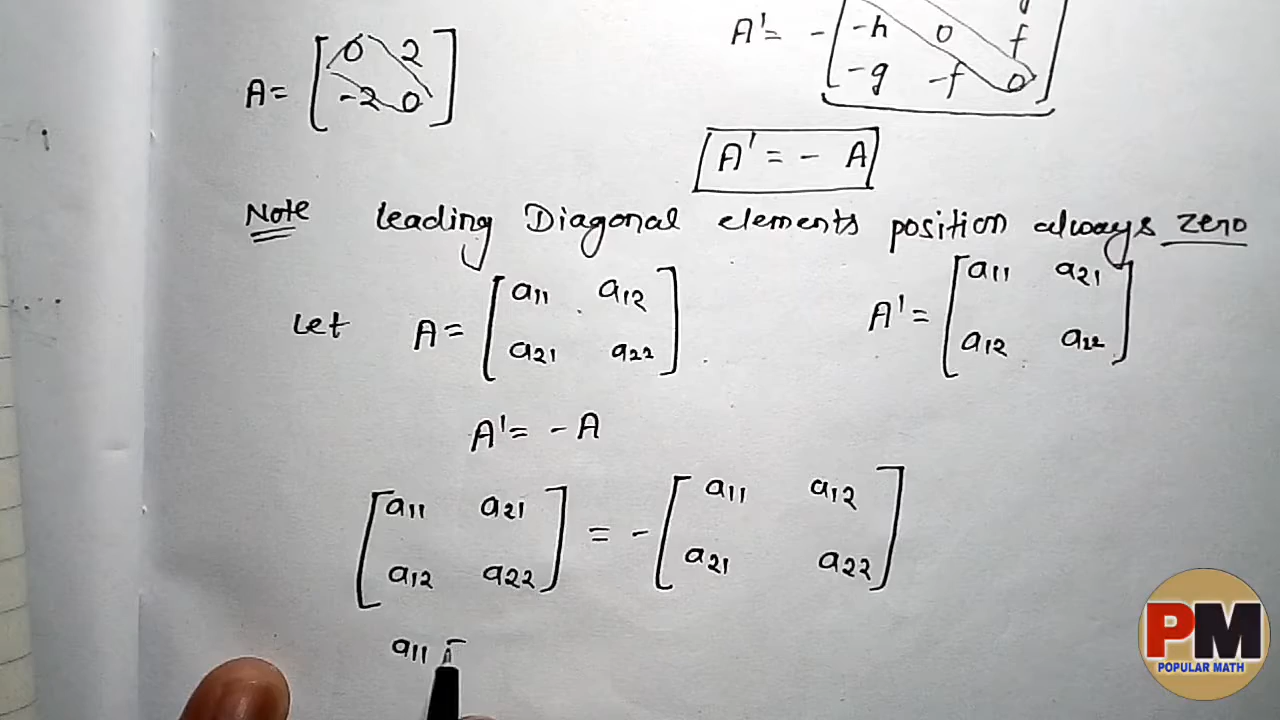 A' = - [ -h 0 f
-g -f 0 ]
A = [ 0 2
-2 0 ]
A' = - A
Note leading Diagonal elements position always zero
Let A = [ a11 a12
a21 a22 ]
A' = [ a11 a21
a12 a22 ]
A' = - A
[ a11 a21
a12 a22 ] = - [ a11 a12
a21 a22 ]
a11
PM
POPULAR MATH